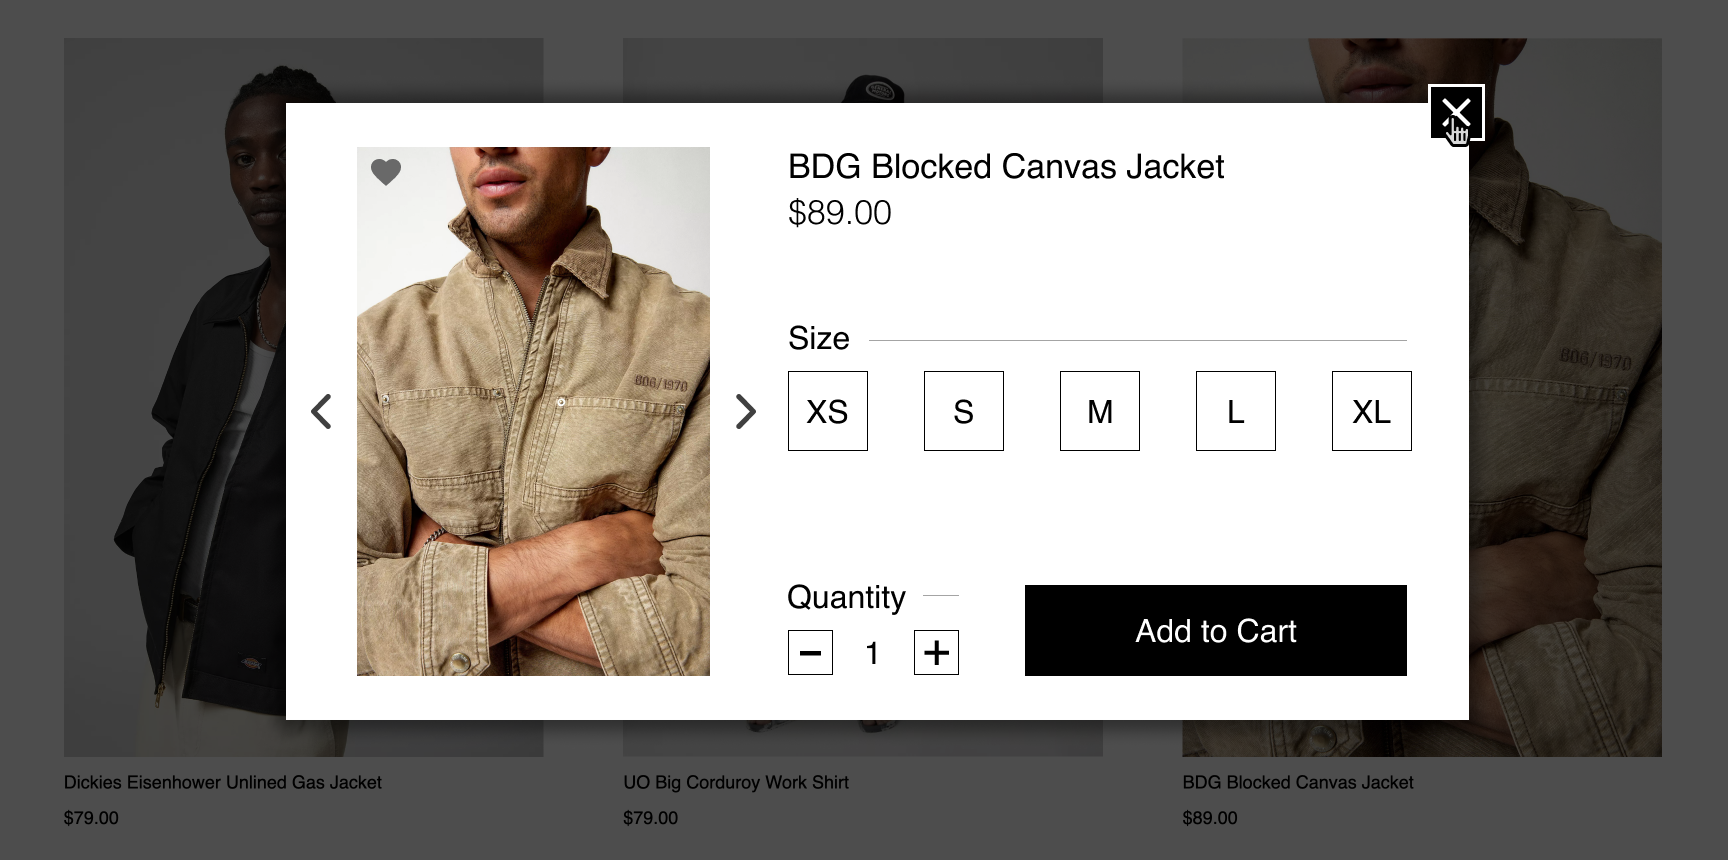 BDG Blocked Canvas Jacket
$89.00
Size
XS S M L XL
Quantity
1
Add to Cart
Dickies Eisenhower Unlined Gas Jacket
$79.00
UO Big Corduroy Work Shirt
$79.00
BDG Blocked Canvas Jacket
$89.00